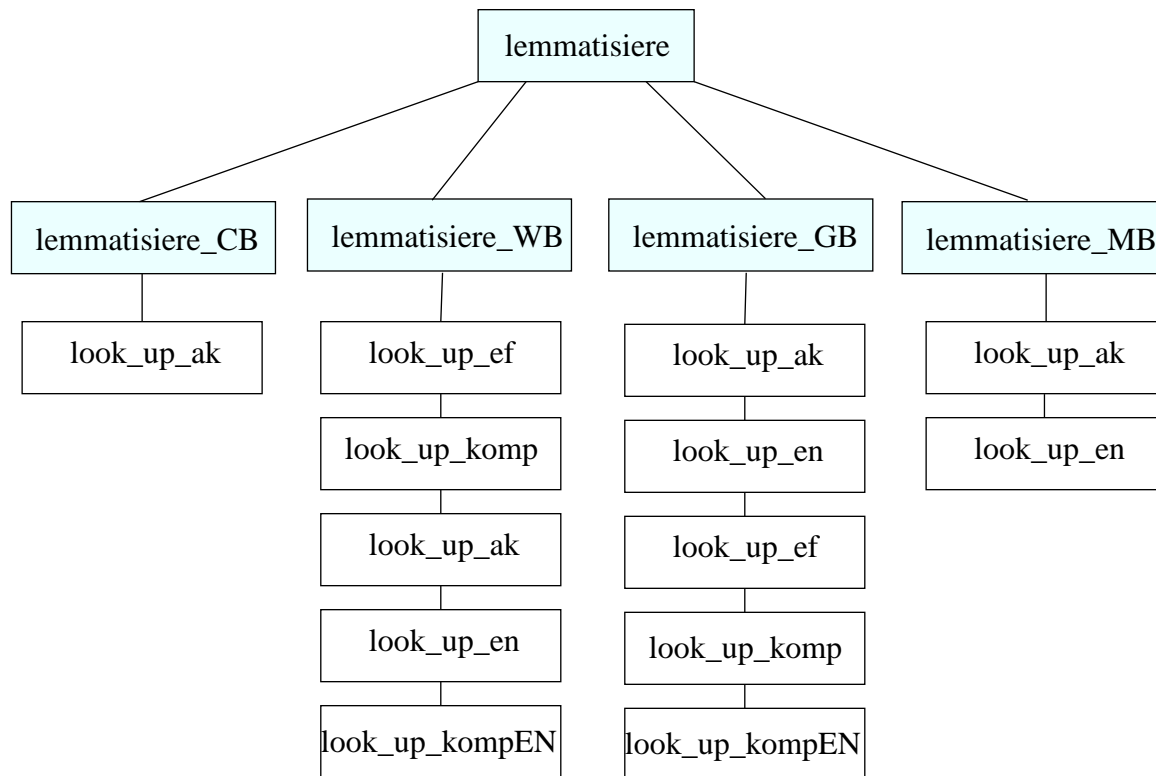 lemmatisiere
lemmatisiere_CB
lemmatisiere_WB
lemmatisiere_GB
lemmatisiere_MB
look_up_ak
look_up_ef
look_up_komp
look_up_ak
look_up_en
look_up_kompEN
look_up_ak
look_up_en
look_up_ef
look_up_komp
look_up_kompEN
look_up_ak
look_up_en